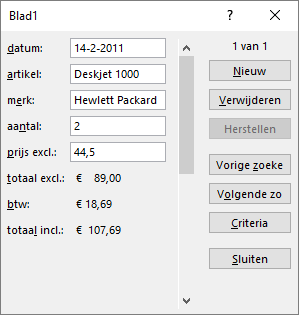 Blad1 ? ×
datum: 14-2-2011 1 van 1
artikel: Deskjet 1000 Nieuw
merk: Hewlett Packard Verwijderen
aantal: 2 Herstellen
prijs excl.: 44,5 Vorige zoeke
totaal excl.: € 89,00 Volgende zo
btw: € 18,69 Criteria
totaal incl.: € 107,69 Sluiten